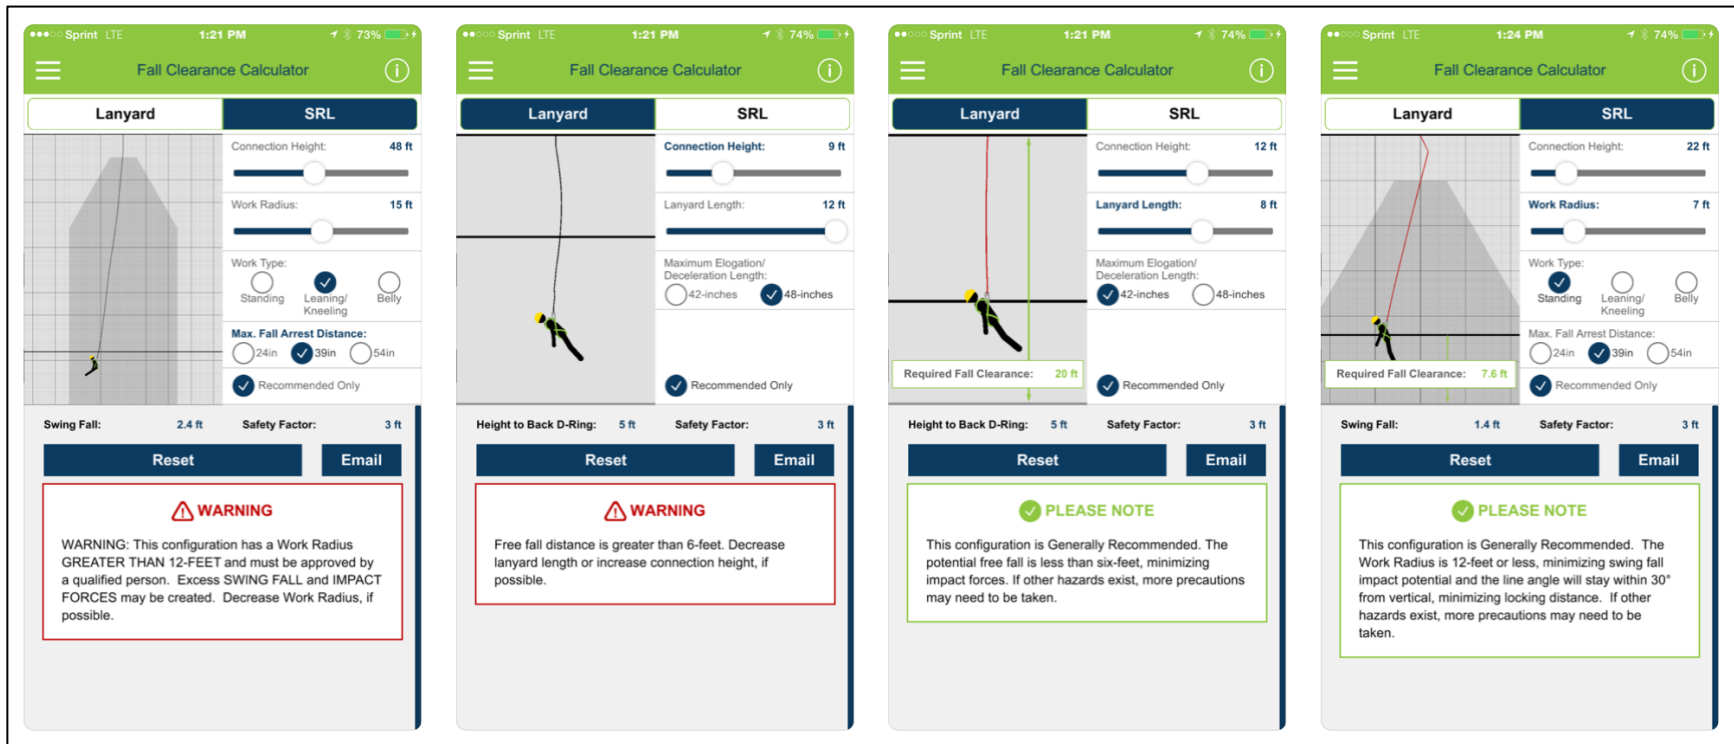 Sprint LTE 1:21 PM 73%
Fall Clearance Calculator
Lanyard SRL
Connection Height: 48 ft
Work Radius: 15 ft
Work Type:
Standing Leaning/ Belly
Kneeling
Max. Fall Arrest Distance:
24in 39in 54in
Recommended Only
Swing Fall: 2.4 ft Safety Factor: 3 ft
Reset Email
WARNING
WARNING: This configuration has a Work Radius
GREATER THAN 12-FEET and must be approved by
a qualified person. Excess SWING FALL and IMPACT
FORCES may be created. Decrease Work Radius, if
possible.
Sprint LTE 1:21 PM 74%
Fall Clearance Calculator
Lanyard SRL
Connection Height: 9 ft
Lanyard Length: 12 ft
Maximum Elogation/
Deceleration Length:
42-inches 48-inches
Recommended Only
Height to Back D-Ring: 5 ft Safety Factor: 3 ft
Reset Email
WARNING
Free fall distance is greater than 6-feet. Decrease
lanyard length or increase connection height, if
possible.
Sprint LTE 1:21 PM 74%
Fall Clearance Calculator
Lanyard SRL
Connection Height: 12 ft
Lanyard Length: 8 ft
Maximum Elogation/
Deceleration Length:
42-inches 48-inches
Required Fall Clearance: 20 ft
Recommended Only
Height to Back D-Ring: 5 ft Safety Factor: 3 ft
Reset Email
PLEASE NOTE
This configuration is Generally Recommended. The
potential free fall is less than six-feet, minimizing
impact forces. If other hazards exist, more precautions
may need to be taken.
Sprint LTE 1:24 PM 74%
Fall Clearance Calculator
Lanyard SRL
Connection Height: 22 ft
Work Radius: 7 ft
Work Type:
Standing Leaning/ Belly
Kneeling
Max. Fall Arrest Distance:
24in 39in 54in
Required Fall Clearance: 7.6 ft
Recommended Only
Swing Fall: 1.4 ft Safety Factor: 3 ft
Reset Email
PLEASE NOTE
This configuration is Generally Recommended. The
Work Radius is 12-feet or less, minimizing swing fall
impact potential and the line angle will stay within 30°
from vertical, minimizing locking distance. If other
hazards exist, more precautions may need to be
taken.